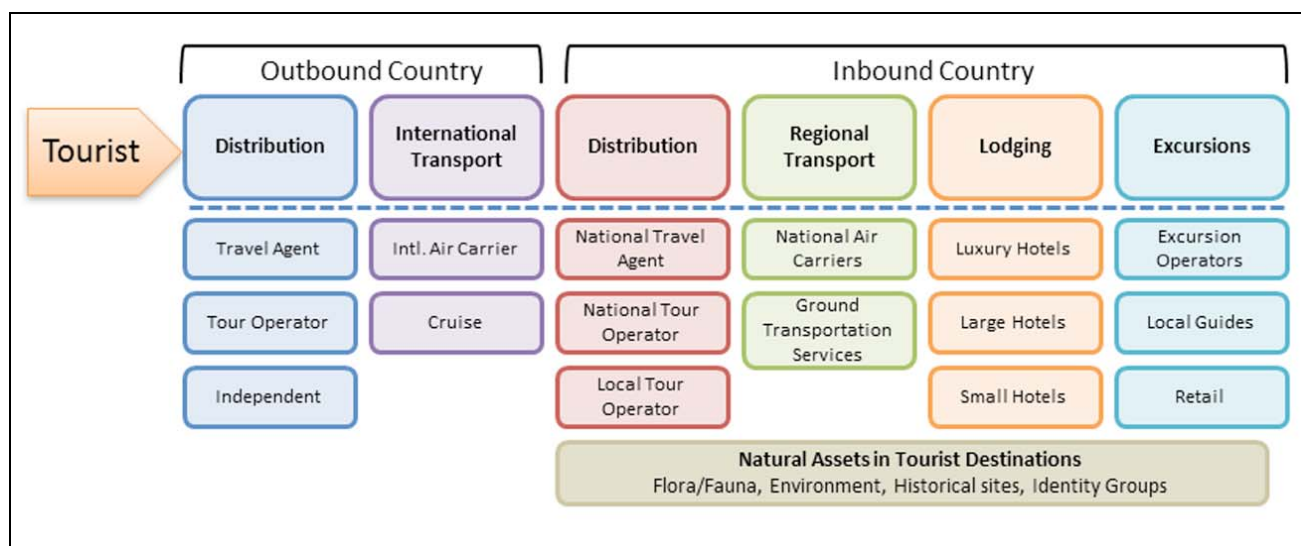 Outbound Country
Inbound Country
Tourist
Distribution
International
Transport
Distribution
Regional
Transport
Lodging
Excursions
Travel Agent
Intl. Air Carrier
National Travel
Agent
National Air
Carriers
Luxury Hotels
Excursion
Operators
Tour Operator
Cruise
National Tour
Operator
Ground
Transportation
Services
Large Hotels
Local Guides
Independent
Local Tour
Operator
Small Hotels
Retail
Natural Assets in Tourist Destinations
Flora/Fauna, Environment, Historical sites, Identity Groups